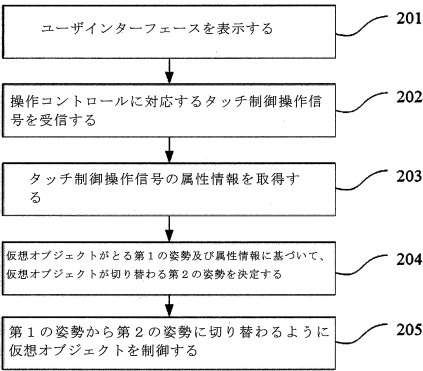 ユーザインターフェースを表示する
201
操作コントロールに対応するタッチ制御操作信
号を受信する
202
タッチ制御操作信号の属性情報を取得す
る
203
仮想オブジェクトがとる第1の姿勢及び属性情報に基づいて、
仮想オブジェクトが切り替わる第2の姿勢を決定する
204
第1の姿勢から第2の姿勢に切り替わるように
仮想オブジェクトを制御する
205